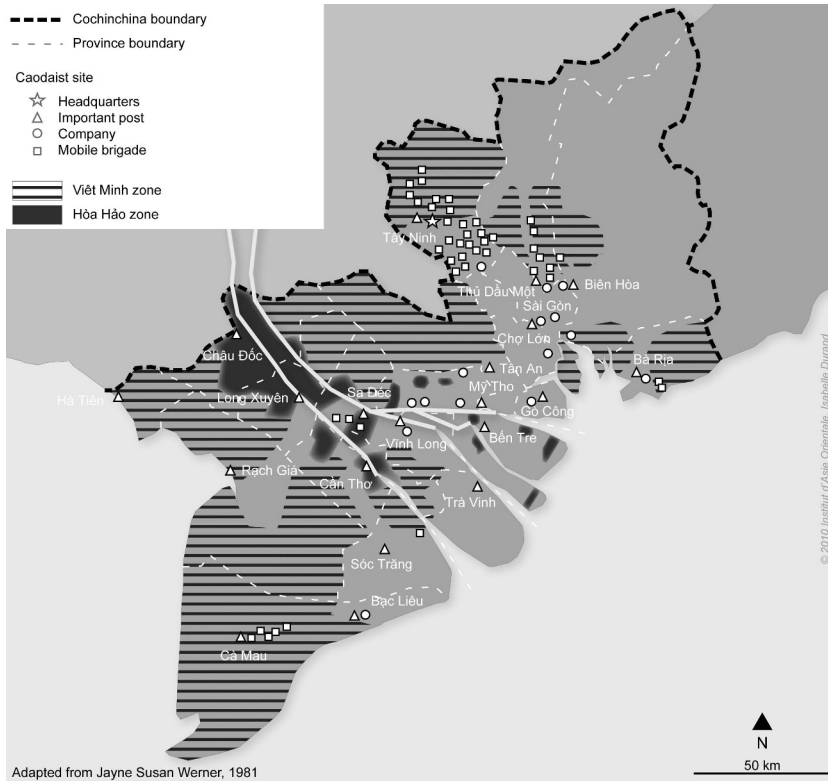 Cochinchina boundary
Province boundary
Caodaist site
Headquarters
Important post
Company
Mobile brigade
Viêt Minh zone
Hòa Hảo zone
Tây Ninh
Thủ Dầu Một
Biên Hòa
Sài Gòn
Chợ Lớn
Châu Đốc
Tân An
Bà Rịa
Hà Tiên
Long Xuyên
Sa Đéc
Mỹ Tho
Gò Công
Vĩnh Long
Bến Tre
Rạch Giá
Cần Thơ
Trà Vinh
Sóc Trăng
Bạc Liêu
Cà Mau
N
50 km
Adapted from Jayne Susan Werner, 1981
© 2010 Institut d'Asie Orientale, Isabelle Durand